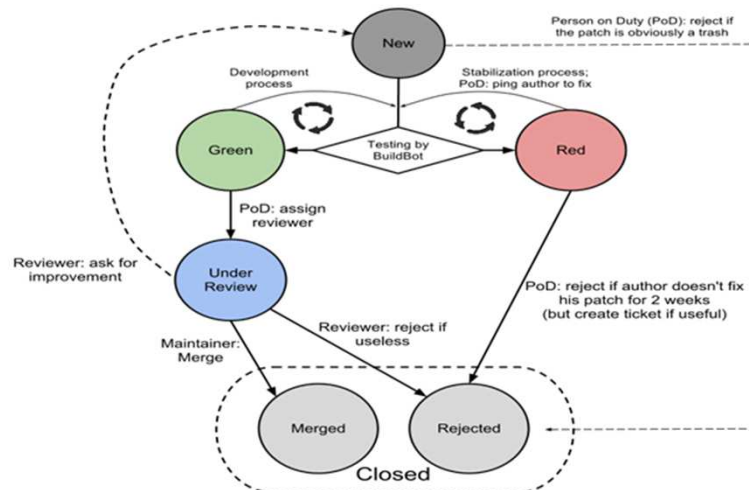 Person on Duty (PoD): reject if
the patch is obviously a trash
New
Development
process
Stabilization process;
PoD: ping author to fix
Green
Testing by
BuildBot
Red
PoD: assign
reviewer
Reviewer: ask for
improvement
Under
Review
PoD: reject if author doesn't fix
his patch for 2 weeks
(but create ticket if useful)
Reviewer: reject if
useless
Maintainer:
Merge
Merged
Rejected
Closed